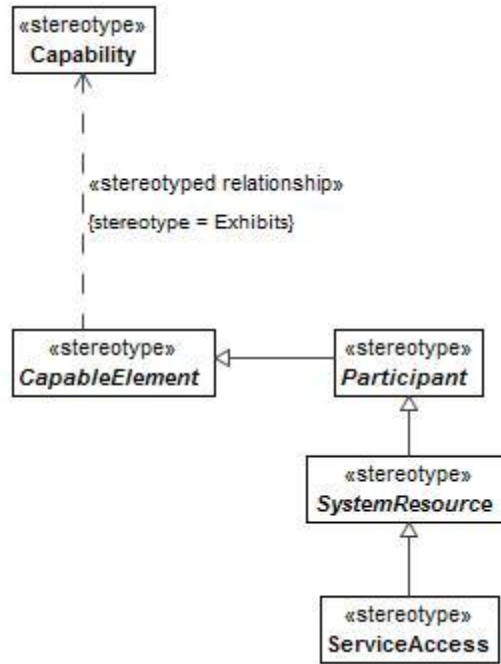 «stereotype»
Capability
«stereotyped relationship»
{stereotype = Exhibits}
«stereotype»
CapableElement
«stereotype»
Participant
«stereotype»
SystemResource
«stereotype»
ServiceAccess